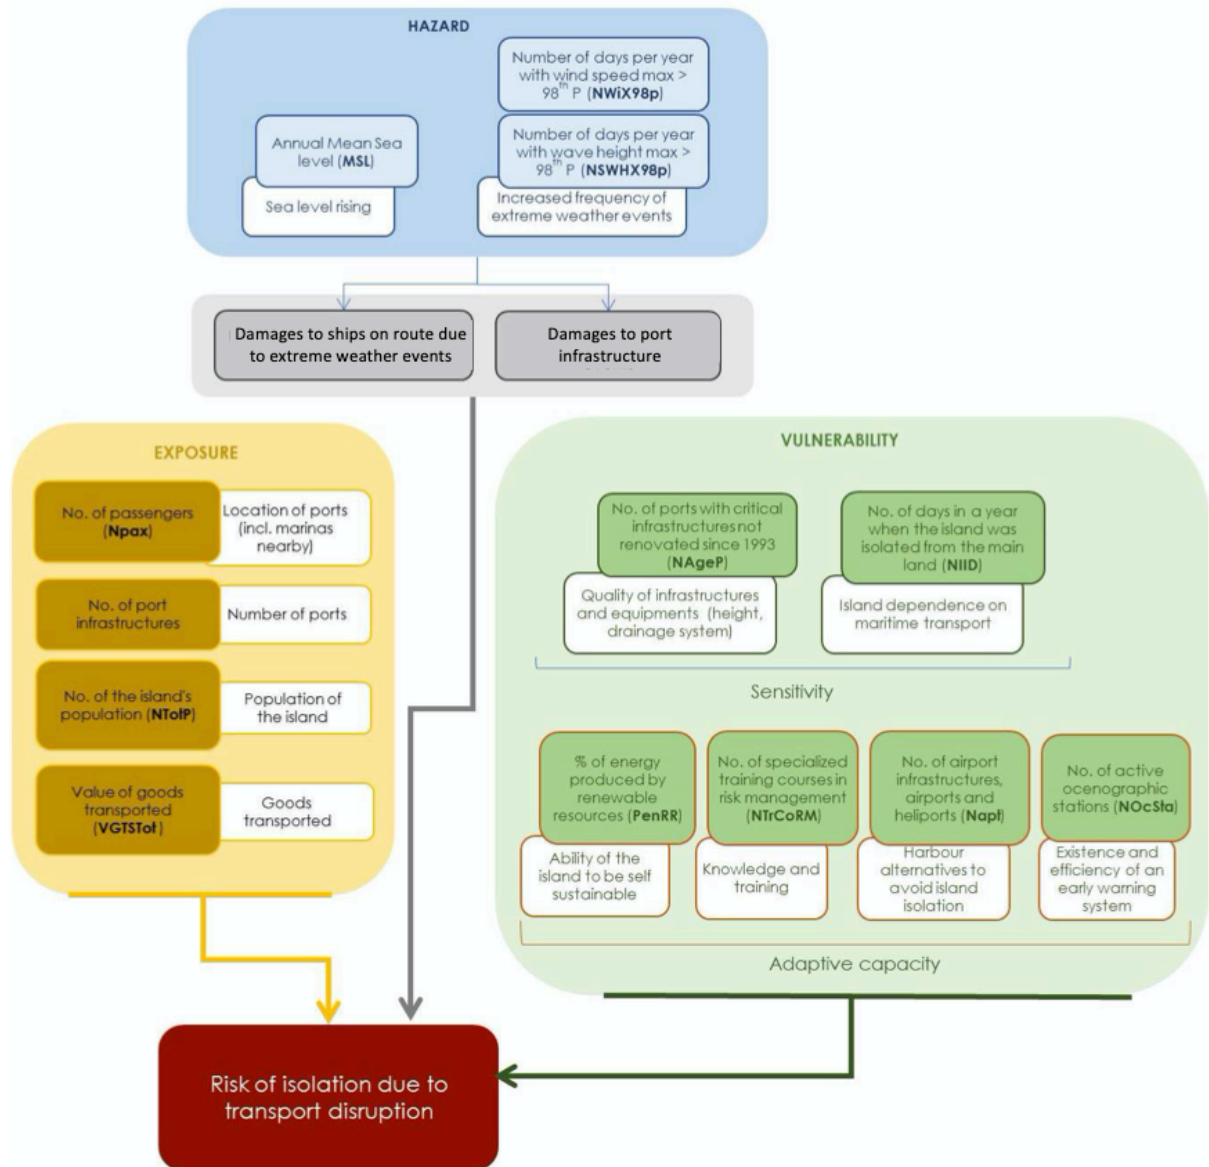 HAZARD
Number of days per year
with wind speed max >
98th P (NWiX98p)
Annual Mean Sea
level (MSL)
Number of days per year
with wave height max >
98th P (NSWHX98p)
Sea level rising
Increased frequency of
extreme weather events
Damages to ships on route due
to extreme weather events
Damages to port
infrastructure
EXPOSURE
No. of passengers
(Npax)
Location of ports
(incl. marinas
nearby)
No. of port
infrastructures
Number of ports
No. of the island's
population (NTotP)
Population of
the island
Value of goods
transported
(VGTSTot)
Goods
transported
VULNERABILITY
No. of ports with critical
infrastructures not
renovated since 1993
(NAgeP)
No. of days in a year
when the island was
isolated from the main
land (NIID)
Quality of infrastructures
and equipments (height,
drainage system)
Island dependence on
maritime transport
Sensitivity
% of energy
produced by
renewable
resources (PenRR)
No. of specialized
training courses in
risk management
(NTrCoRM)
No. of airport
infrastructures,
airports and
heliports (Napt)
No. of active
ocenographic
stations (NOcSta)
Ability of the
island to be self
sustainable
Knowledge and
training
Harbour
alternatives to
avoid island
isolation
Existence and
efficiency of an
early warning
system
Adaptive capacity
Risk of isolation due to
transport disruption